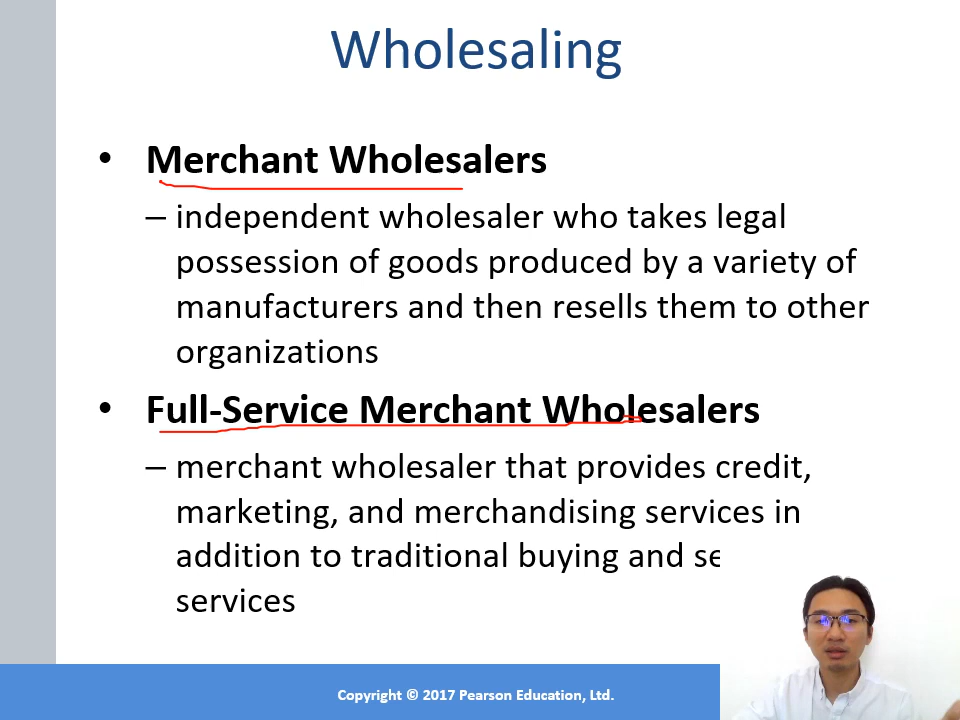 Wholesaling
• Merchant Wholesalers
– independent wholesaler who takes legal
possession of goods produced by a variety of
manufacturers and then resells them to other
organizations
• Full-Service Merchant Wholesalers
– merchant wholesaler that provides credit,
marketing, and merchandising services in
addition to traditional buying and
services
Copyright © 2017 Pearson Education, Ltd.